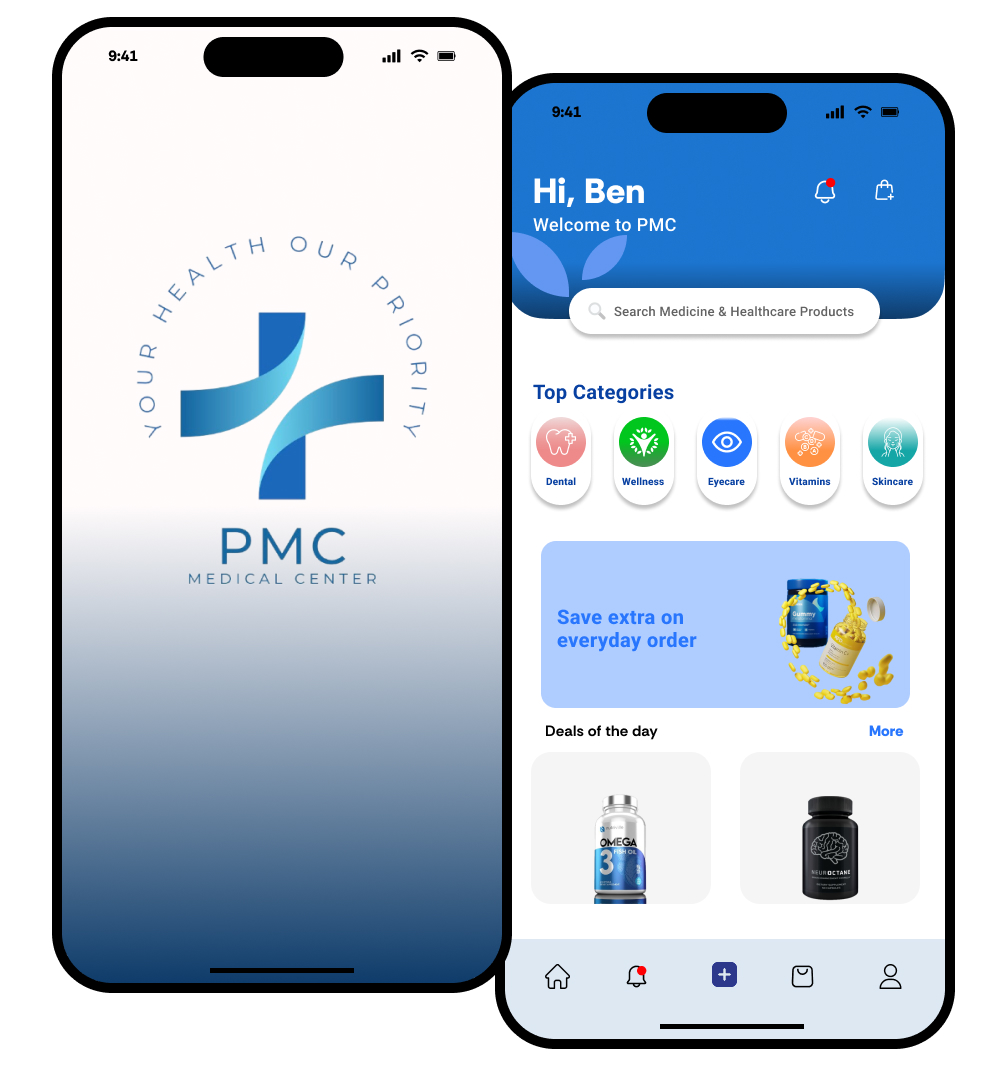 9:41
YOUR HEALTH OUR PRIORITY
PMC
MEDICAL CENTER
9:41
Hi, Ben
Welcome to PMC
Search Medicine & Healthcare Products
Top Categories
Dental
Wellness
Eyecare
Vitamins
Skincare
Save extra on
everyday order
Gummy
Deals of the day
More
OMEGA
3 FISH OIL
NEUROCTANE